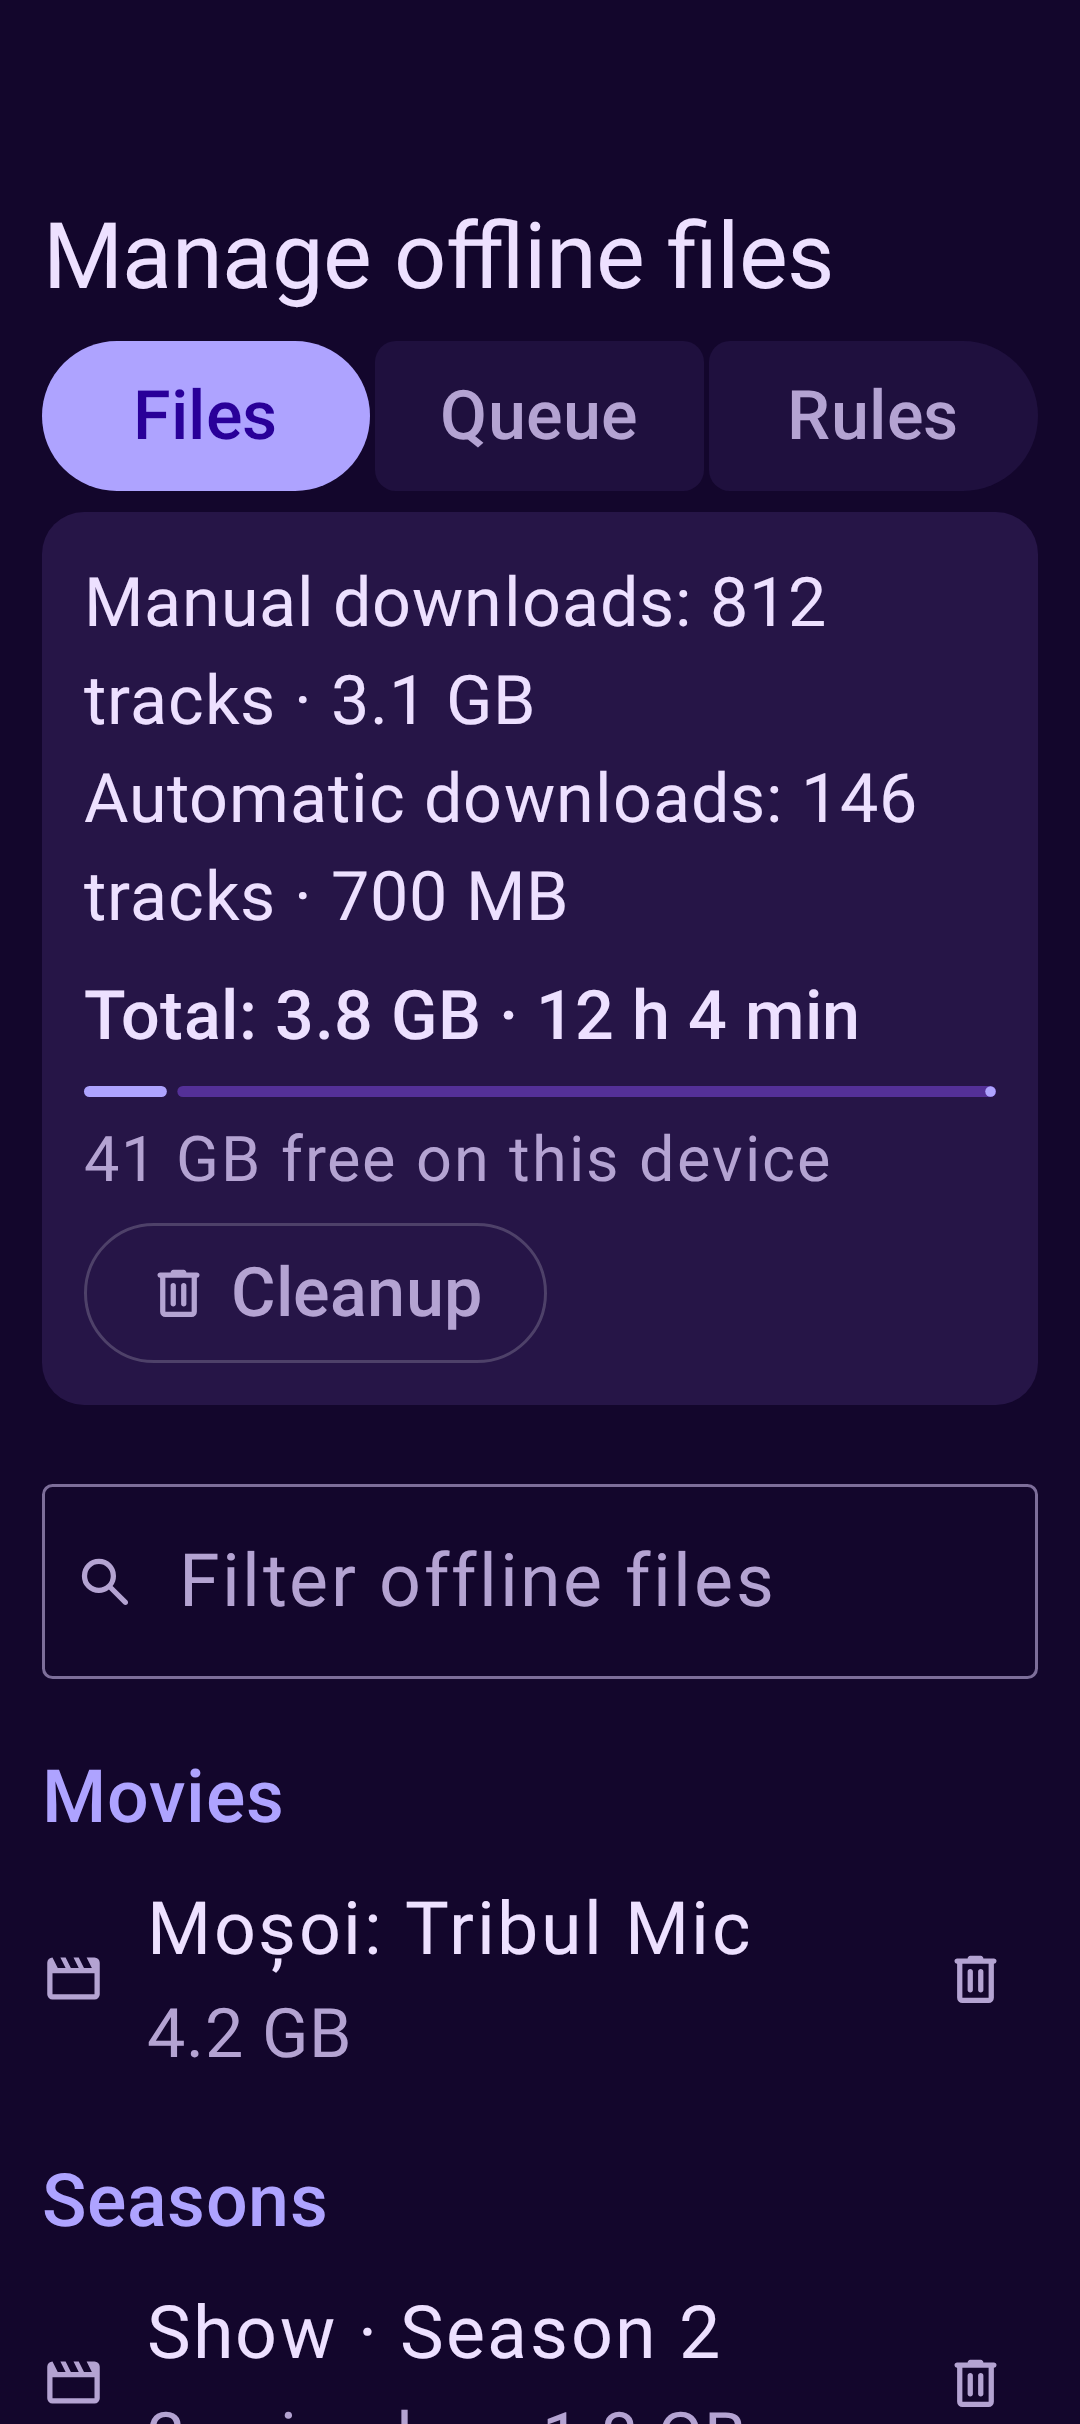 Manage offline files
Files
Queue
Rules
Manual downloads: 812
tracks · 3.1 GB
Automatic downloads: 146
tracks · 700 MB
Total: 3.8 GB · 12 h 4 min
41 GB free on this device
Cleanup
Filter offline files
Movies
Moșoi: Tribul Mic
4.2 GB
Seasons
Show · Season 2